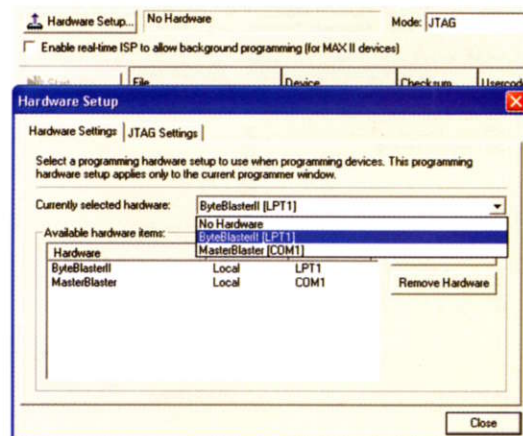 Hardware Setup... No Hardware Mode: JTAG
Enable real-time ISP to allow background programming (for MAX II devices)
Start File Device Checksum Usercod
Hardware Setup
Hardware Settings JTAG Settings
Select a programming hardware setup to use when programming devices. This programming
hardware setup applies only to the current programmer window.
Currently selected hardware: ByteBlasterII [LPT1]
No Hardware
Available hardware items: ByteBlasterII [LPT1]
Hardware MasterBlaster [COM1]
ByteBlasterII Local LPT1
MasterBlaster Local COM1 Remove Hardware
Close